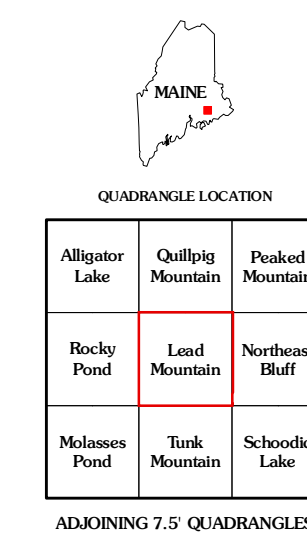 MAINE
QUADRANGLE LOCATION
Alligator
Lake
Quillpig
Mountain
Peaked
Mountain
Rocky
Pond
Lead
Mountain
Northeast
Bluff
Molasses
Pond
Tunk
Mountain
Schoodic
Lake
ADJOINING 7.5' QUADRANGLES